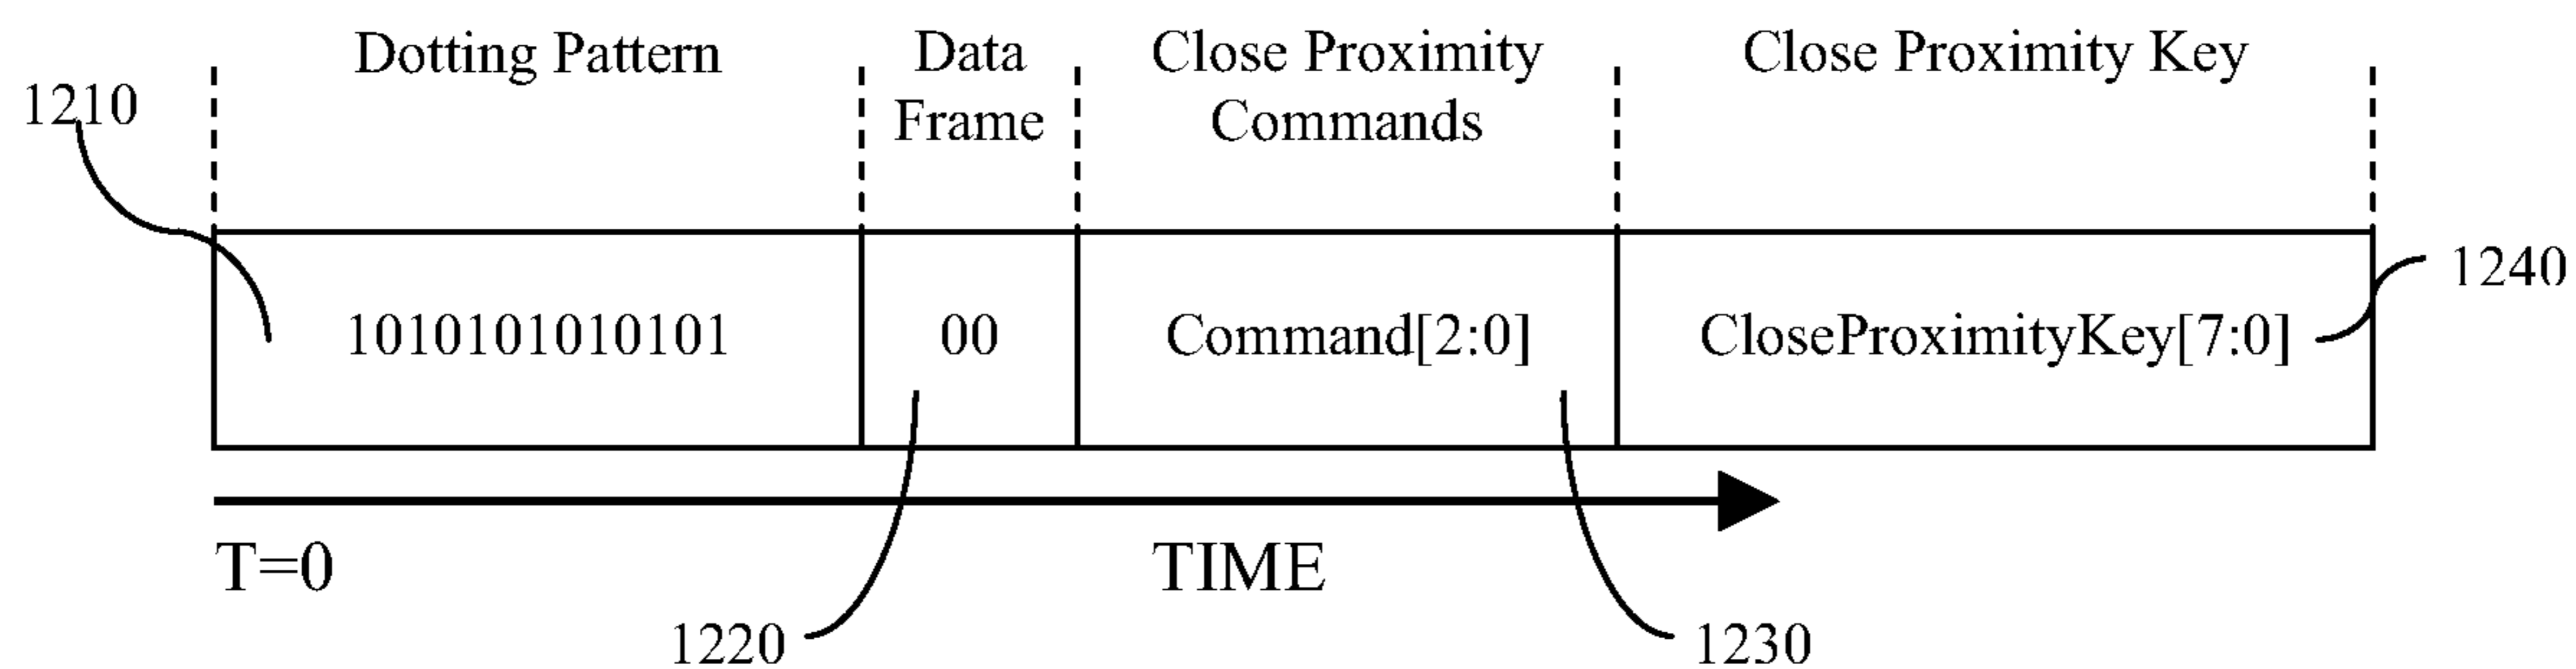 Dotting Pattern
Data
Frame
Close Proximity
Commands
Close Proximity Key
1210
1010101010101
00
Command[2:0]
CloseProximityKey[7:0]
1240
T=0
TIME
1220
1230